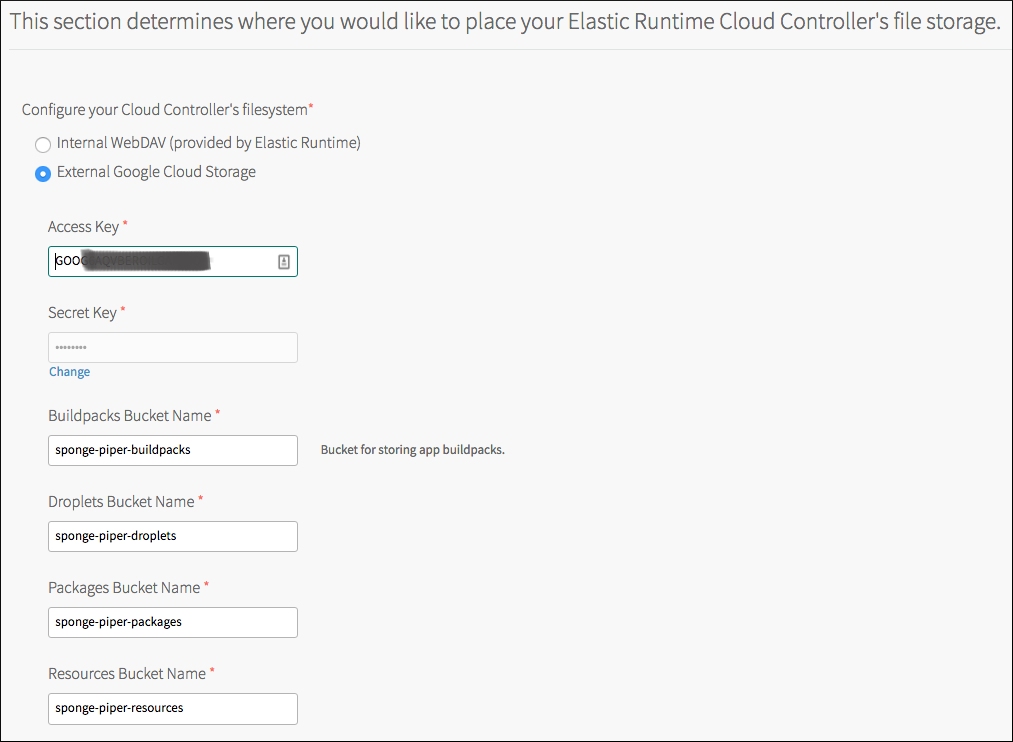 This section determines where you would like to place your Elastic Runtime Cloud Controller's file storage.
Configure your Cloud Controller's filesystem*
Internal WebDAV (provided by Elastic Runtime)
External Google Cloud Storage
Access Key *
Secret Key *
••••••••
Change
Buildpacks Bucket Name *
sponge-piper-buildpacks
Bucket for storing app buildpacks.
Droplets Bucket Name *
sponge-piper-droplets
Packages Bucket Name *
sponge-piper-packages
Resources Bucket Name *
sponge-piper-resources